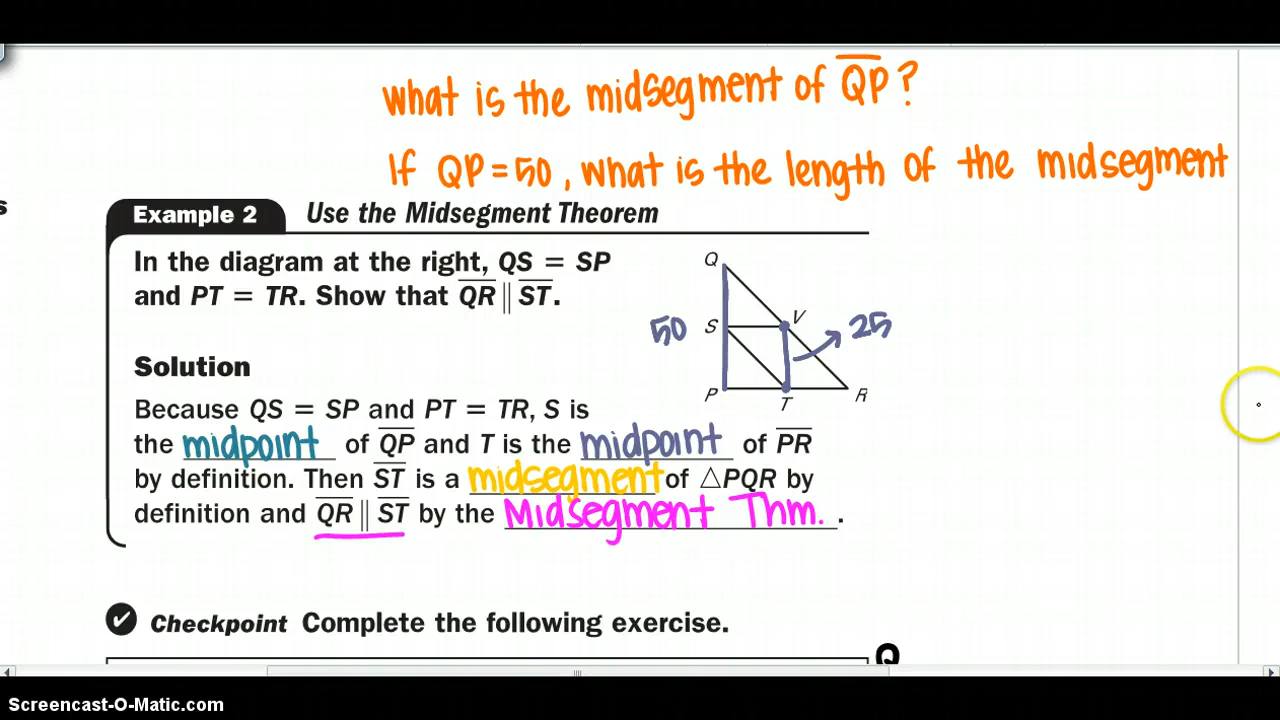 What is the midsegment of QP?
If QP = 50, what is the length of the midsegment
s
Example 2 Use the Midsegment Theorem
In the diagram at the right, QS = SP
and PT = TR. Show that QR || ST.
Q
S
V
50
25
P
T
R
Solution
Because QS = SP and PT = TR, S is
the midpoint of QP and T is the midpoint of PR
by definition. Then ST is a midsegment of △PQR by
definition and QR || ST by the Midsegment Thm. .
✔ Checkpoint Complete the following exercise.
Q
Screencast-O-Matic.com